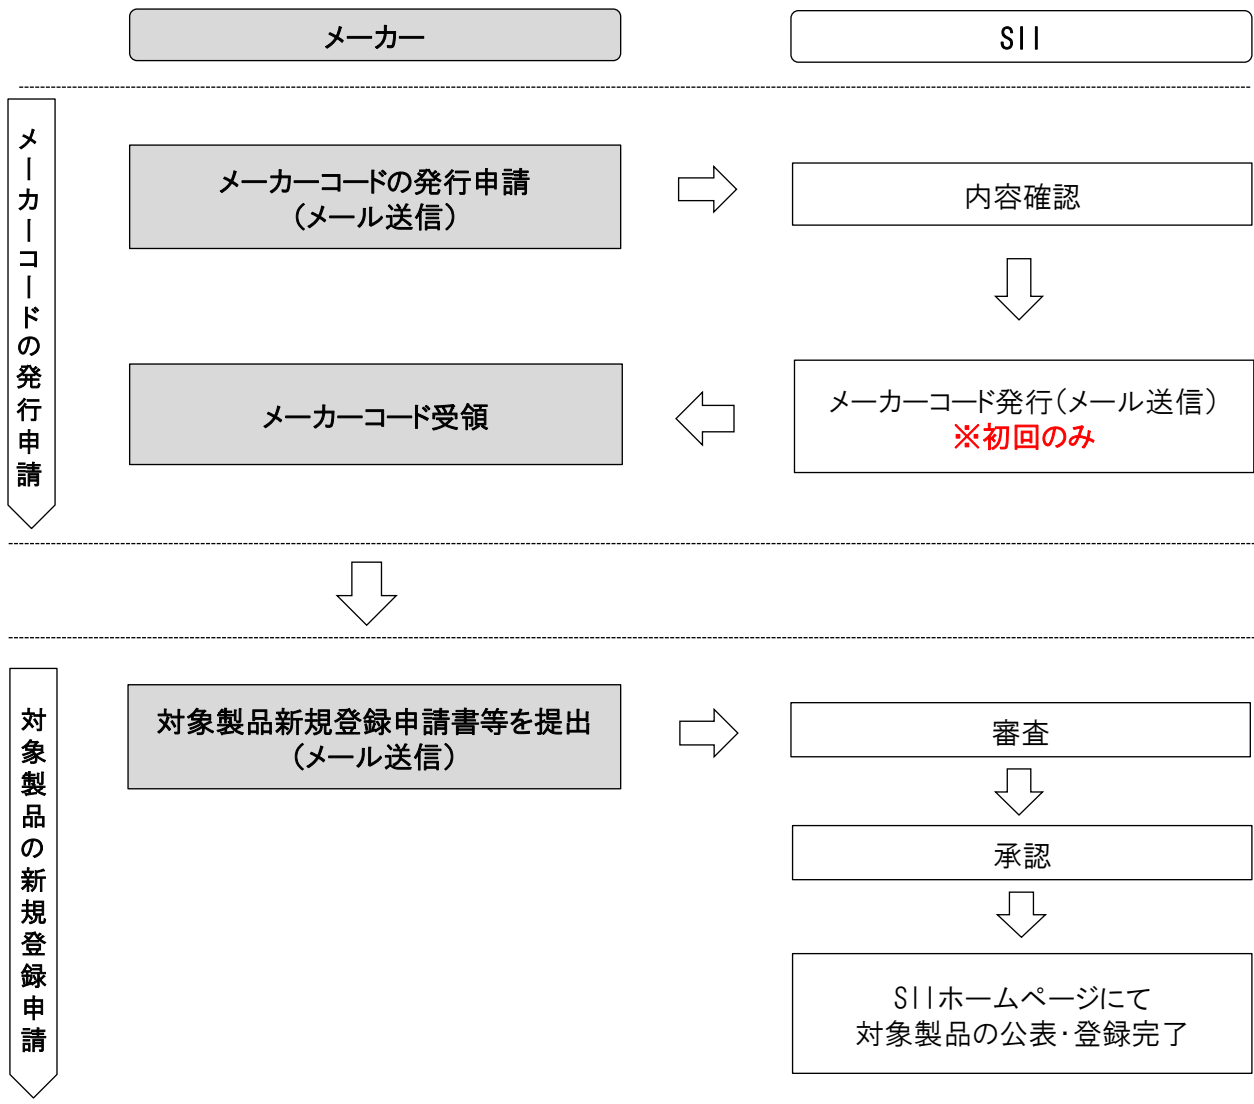 メーカー
SII
メーカーコードの発行申請
メーカーコードの発行申請
（メール送信）
内容確認
メーカーコード受領
メーカーコード発行（メール送信）
※初回のみ
対象製品の新規登録申請
対象製品新規登録申請書等を提出
（メール送信）
審査
承認
SIIホームページにて
対象製品の公表・登録完了